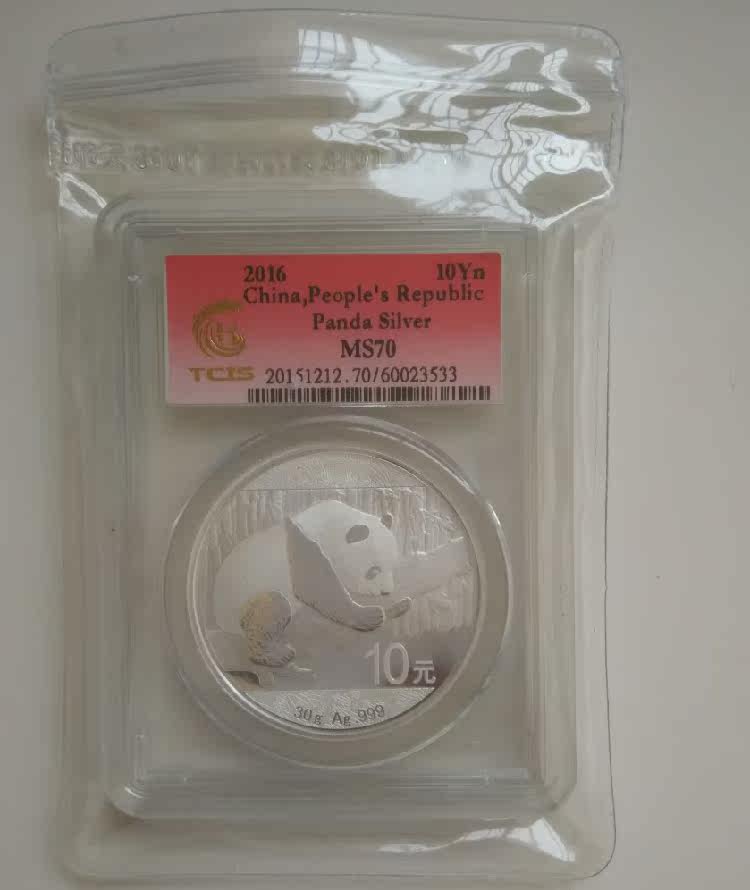 2016 10Yn
China,People's Republic
Panda Silver
MS70
TCIS 20151212.70/60023533
10元
30g Ag.999